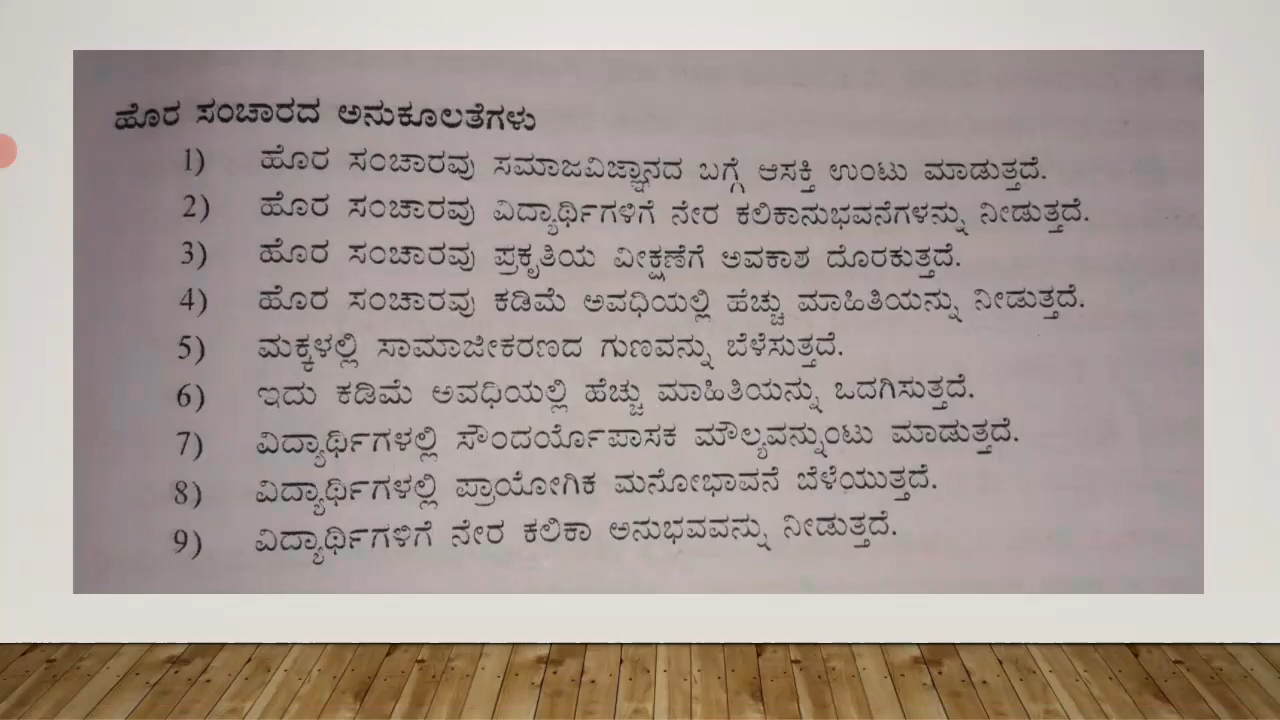 ಹೊರ ಸಂಚಾರದ ಅನುಕೂಲತೆಗಳು
1) ಹೊರ ಸಂಚಾರವು ಸಮಾಜವಿಜ್ಞಾನದ ಬಗ್ಗೆ ಆಸಕ್ತಿ ಉಂಟು ಮಾಡುತ್ತದೆ.
2) ಹೊರ ಸಂಚಾರವು ವಿದ್ಯಾರ್ಥಿಗಳಿಗೆ ನೇರ ಕಲಿಕಾನುಭವನೆಗಳನ್ನು ನೀಡುತ್ತದೆ.
3) ಹೊರ ಸಂಚಾರವು ಪ್ರಕೃತಿಯ ವೀಕ್ಷಣೆಗೆ ಅವಕಾಶ ದೊರಕುತ್ತದೆ.
4) ಹೊರ ಸಂಚಾರವು ಕಡಿಮೆ ಅವಧಿಯಲ್ಲಿ ಹೆಚ್ಚು ಮಾಹಿತಿಯನ್ನು ನೀಡುತ್ತದೆ.
5) ಮಕ್ಕಳಲ್ಲಿ ಸಾಮಾಜೀಕರಣದ ಗುಣವನ್ನು ಬೆಳೆಸುತ್ತದೆ.
6) ಇದು ಕಡಿಮೆ ಅವಧಿಯಲ್ಲಿ ಹೆಚ್ಚು ಮಾಹಿತಿಯನ್ನು ಒದಗಿಸುತ್ತದೆ.
7) ವಿದ್ಯಾರ್ಥಿಗಳಲ್ಲಿ ಸೌಂದರ್ಯೊಪಾಸಕ ಮೌಲ್ಯವನ್ನುಂಟು ಮಾಡುತ್ತದೆ.
8) ವಿದ್ಯಾರ್ಥಿಗಳಲ್ಲಿ ಪ್ರಾಯೋಗಿಕ ಮನೋಭಾವನೆ ಬೆಳೆಯುತ್ತದೆ.
9) ವಿದ್ಯಾರ್ಥಿಗಳಿಗೆ ನೇರ ಕಲಿಕಾ ಅನುಭವವನ್ನು ನೀಡುತ್ತದೆ.